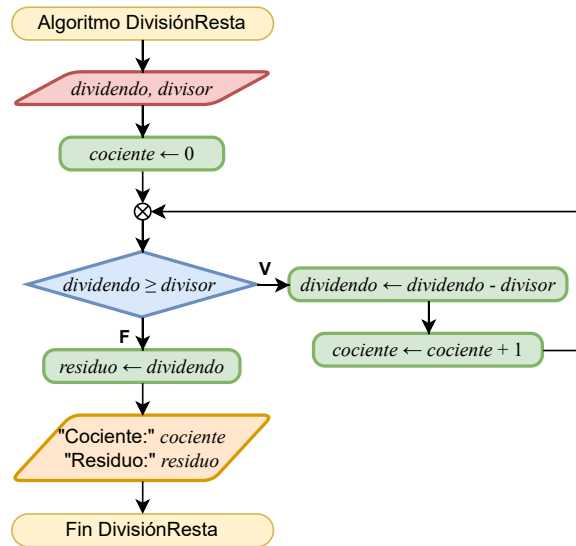 Algoritmo DivisiónResta
dividendo, divisor
cociente ← 0
dividendo ≥ divisor
V
dividendo ← dividendo - divisor
cociente ← cociente + 1
F
residuo ← dividendo
"Cociente:" cociente
"Residuo:" residuo
Fin DivisiónResta